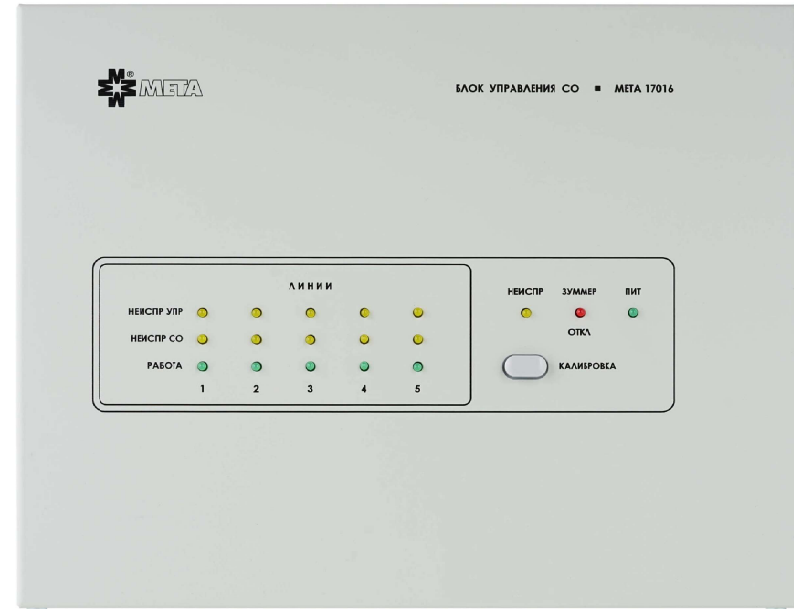 МЕТА
БЛОК УПРАВЛЕНИЯ СО ▪ МЕТА 17016
ЛИНИИ
НЕИСПР УПР
НЕИСПР СО
РАБОТА
1 2 3 4 5
НЕИСПР ЗУММЕР ПИТ
ОТКЛ
КАЛИБРОВКА